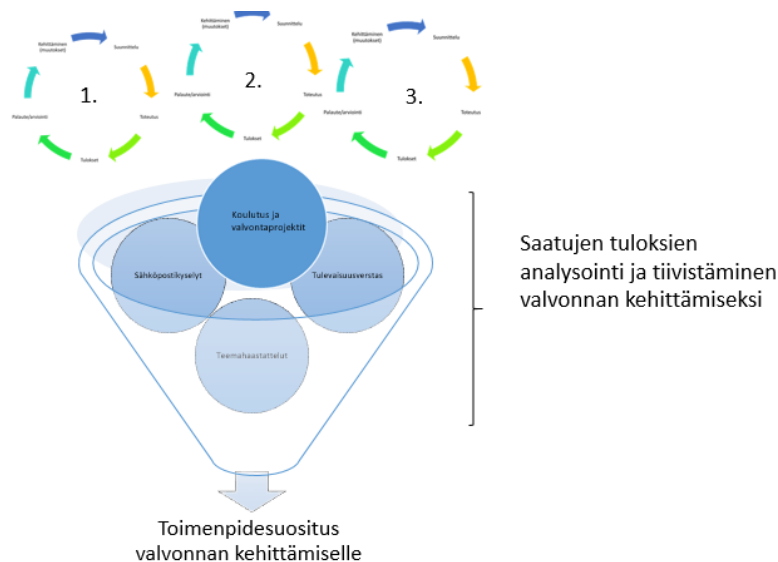 Kehittäminen
(muutokset)
Suunnittelu
1.
Palaute/arviointi
Toteutus
Tulokset
Kehittäminen
(muutokset)
Suunnittelu
2.
Palaute/arviointi
Toteutus
Tulokset
Kehittäminen
(muutokset)
Suunnittelu
3.
Palaute/arviointi
Toteutus
Tulokset
Koulutus ja
valvontaprojektit
Sähköpostikyselyt
Tulevaisuusverstas
Teemahaastattelut
Saatujen tuloksien
analysointi ja tiivistäminen
valvonnan kehittämiseksi
Toimenpidesuositus
valvonnan kehittämiselle